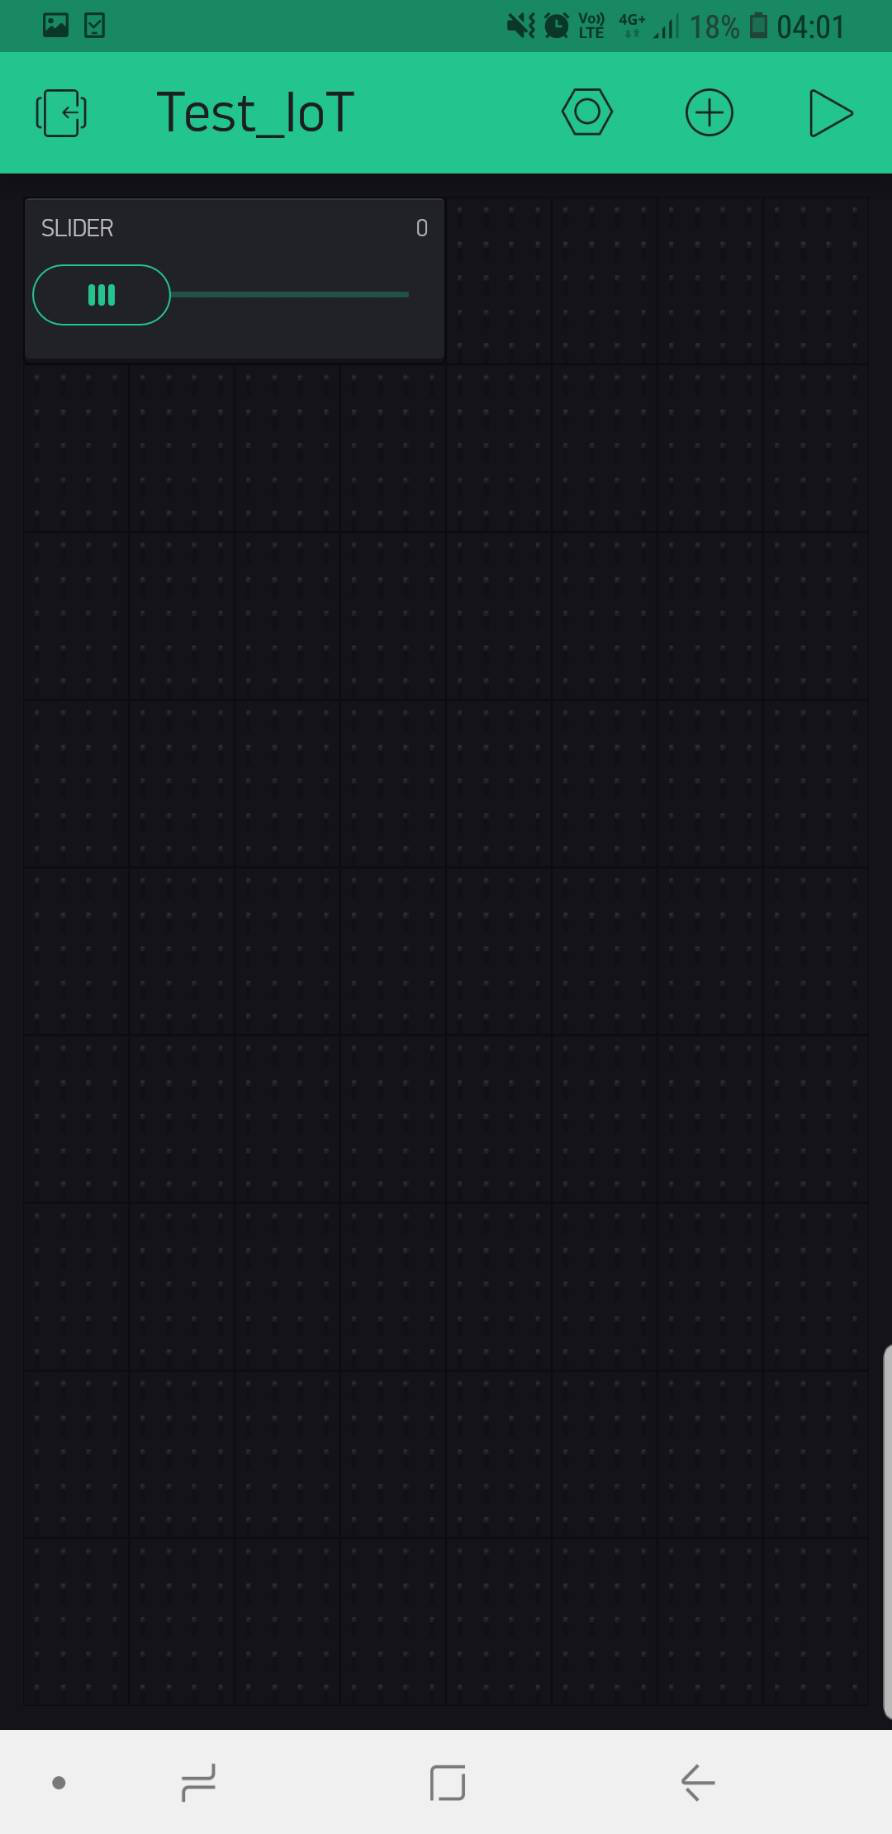 Vo)) LTE 4G+ 18% 04:01
Test_IoT
SLIDER 0